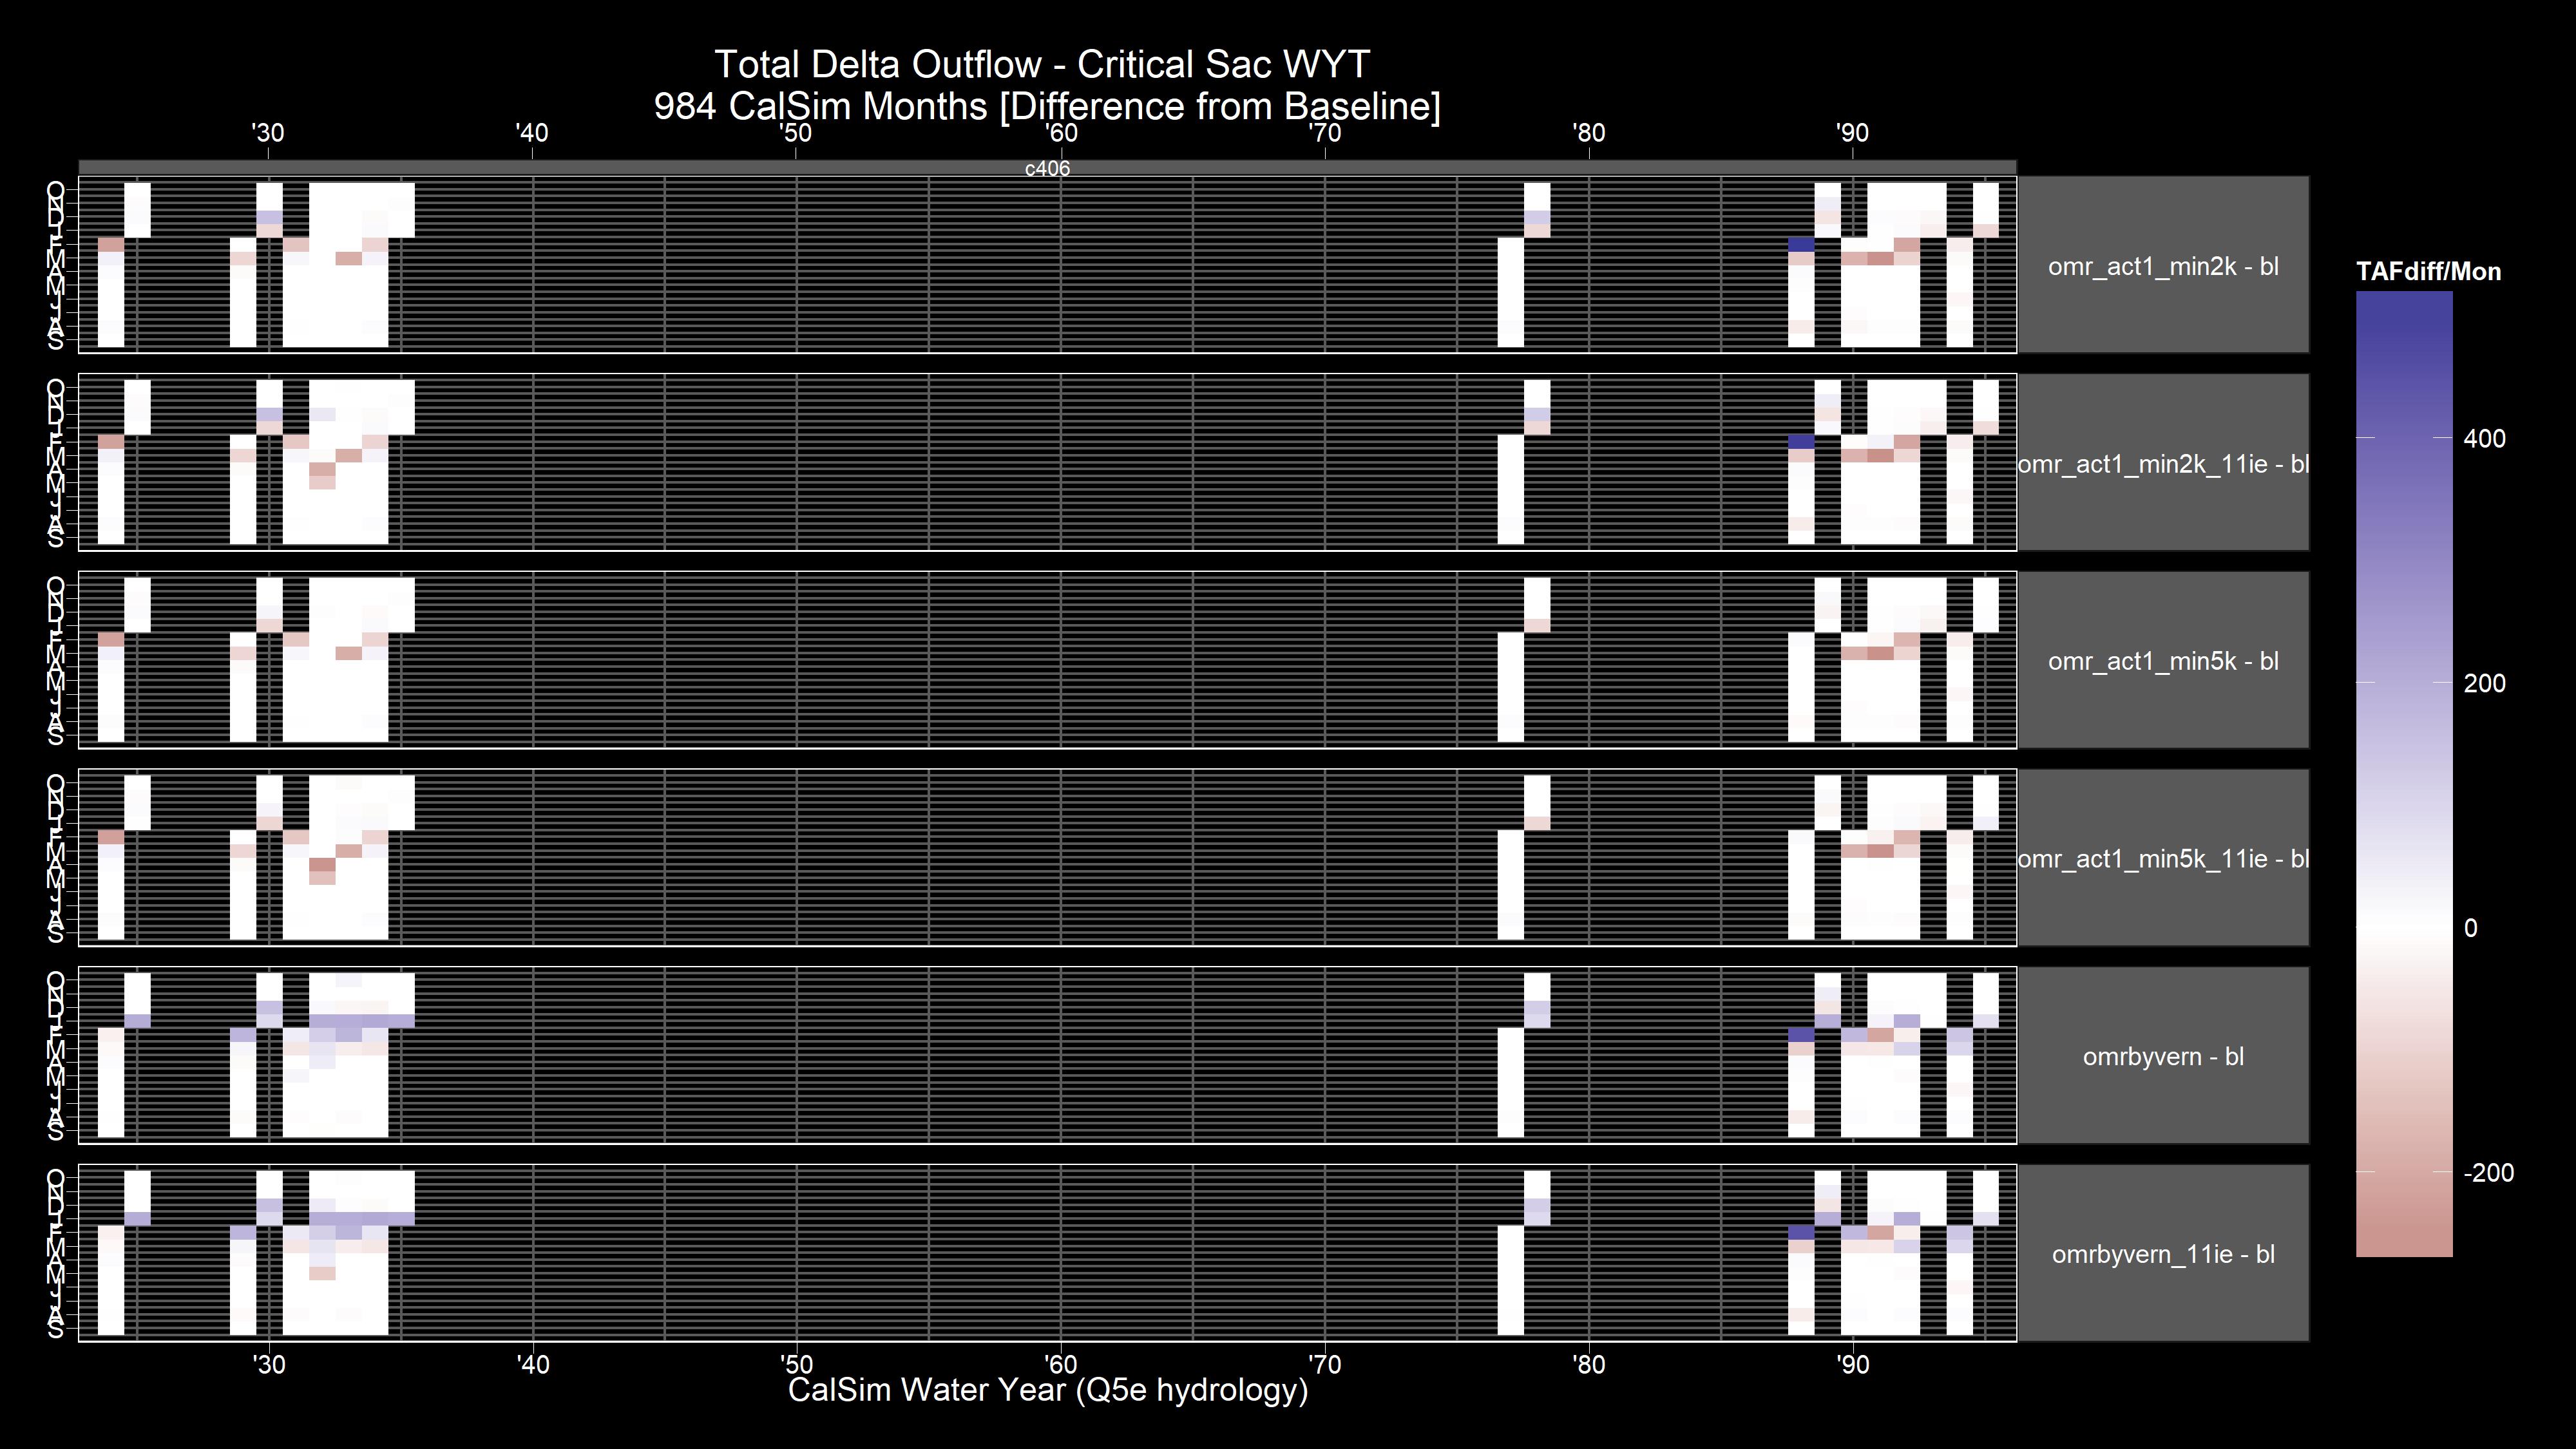 Total Delta Outflow - Critical Sac WYT
984 CalSim Months [Difference from Baseline]
'30 '40 '50 '60 '70 '80 '90
c406
O
N
D
J
F
M
A
M
J
A
S
omr_act1_min2k - bl
O
N
D
J
F
M
A
M
J
A
S
omr_act1_min2k_11ie - bl
O
N
D
J
F
M
A
M
J
A
S
omr_act1_min5k - bl
O
N
D
J
F
M
A
M
J
A
S
omr_act1_min5k_11ie - bl
O
N
D
J
F
M
A
M
J
A
S
omrbyvern - bl
O
N
D
J
F
M
A
M
J
A
S
omrbyvern_11ie - bl
'30 '40 '50 '60 '70 '80 '90
CalSim Water Year (Q5e hydrology)
TAFdiff/Mon
400
200
0
-200